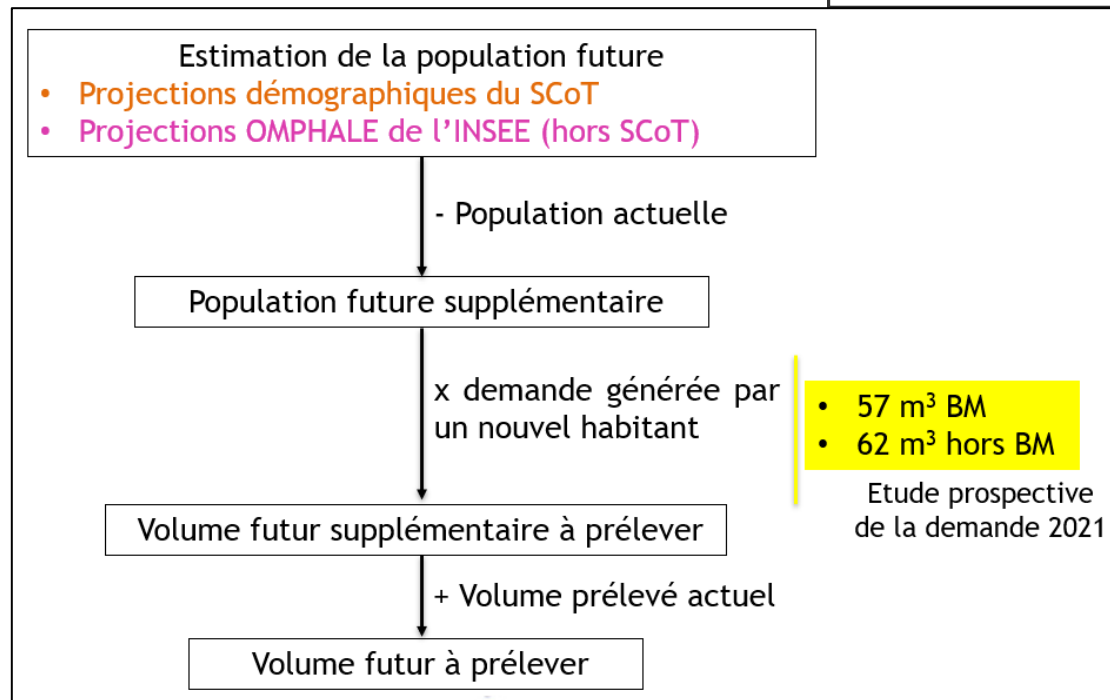 Estimation de la population future
• Projections démographiques du SCoT
• Projections OMPHALE de l'INSEE (hors SCoT)
- Population actuelle
Population future supplémentaire
x demande générée par
un nouvel habitant
• 57 m³ BM
• 62 m³ hors BM
Etude prospective
de la demande 2021
Volume futur supplémentaire à prélever
+ Volume prélevé actuel
Volume futur à prélever